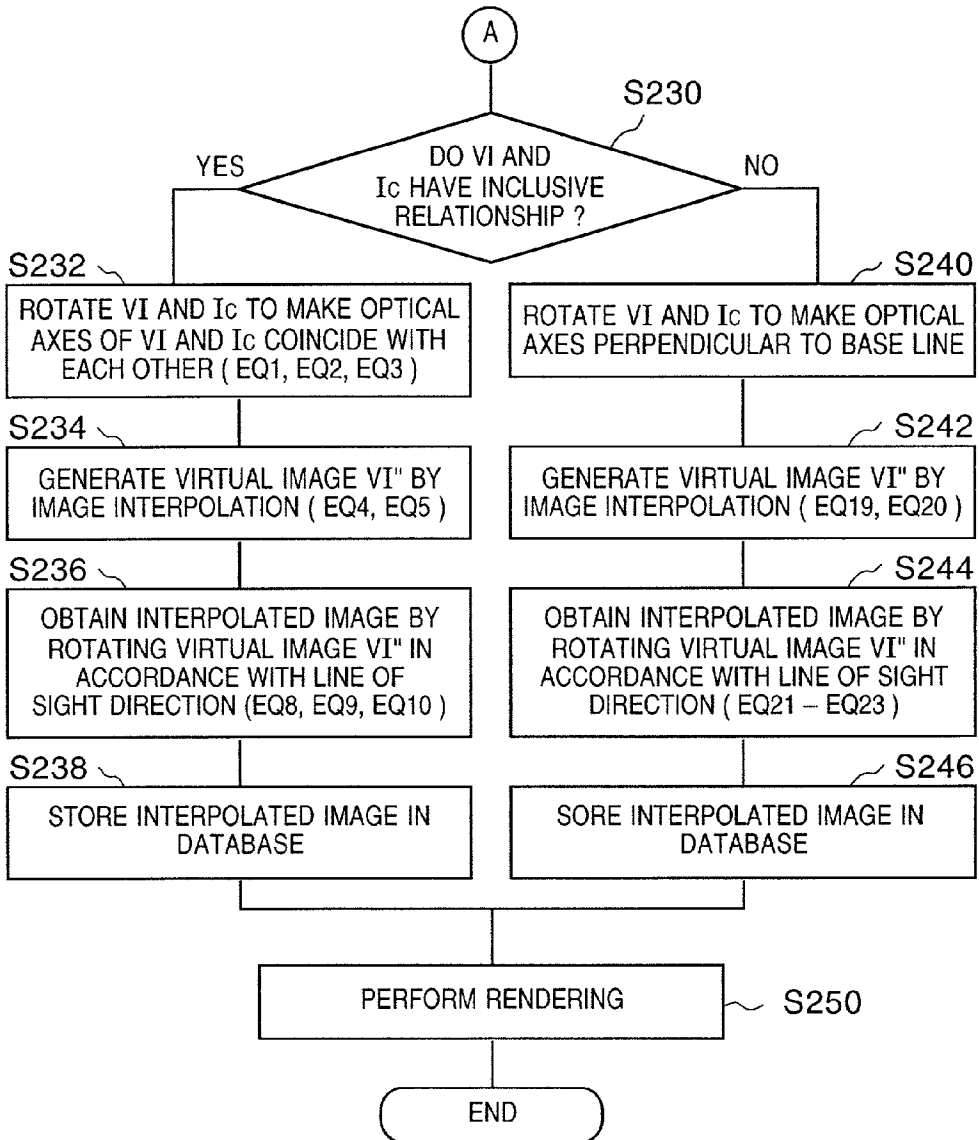 A
S230
DO VI AND
Ic HAVE INCLUSIVE
RELATIONSHIP ?
YES
NO
S232
ROTATE VI AND Ic TO MAKE OPTICAL
AXES OF VI AND Ic COINCIDE WITH
EACH OTHER ( EQ1, EQ2, EQ3 )
S234
GENERATE VIRTUAL IMAGE VI" BY
IMAGE INTERPOLATION ( EQ4, EQ5 )
S236
OBTAIN INTERPOLATED IMAGE BY
ROTATING VIRTUAL IMAGE VI" IN
ACCORDANCE WITH LINE OF
SIGHT DIRECTION (EQ8, EQ9, EQ10 )
S238
STORE INTERPOLATED IMAGE IN
DATABASE
S240
ROTATE VI AND Ic TO MAKE OPTICAL
AXES PERPENDICULAR TO BASE LINE
S242
GENERATE VIRTUAL IMAGE VI" BY
IMAGE INTERPOLATION ( EQ19, EQ20 )
S244
OBTAIN INTERPOLATED IMAGE BY
ROTATING VIRTUAL IMAGE VI" IN
ACCORDANCE WITH LINE OF SIGHT
DIRECTION ( EQ21 – EQ23 )
S246
SORE INTERPOLATED IMAGE IN
DATABASE
PERFORM RENDERING
S250
END